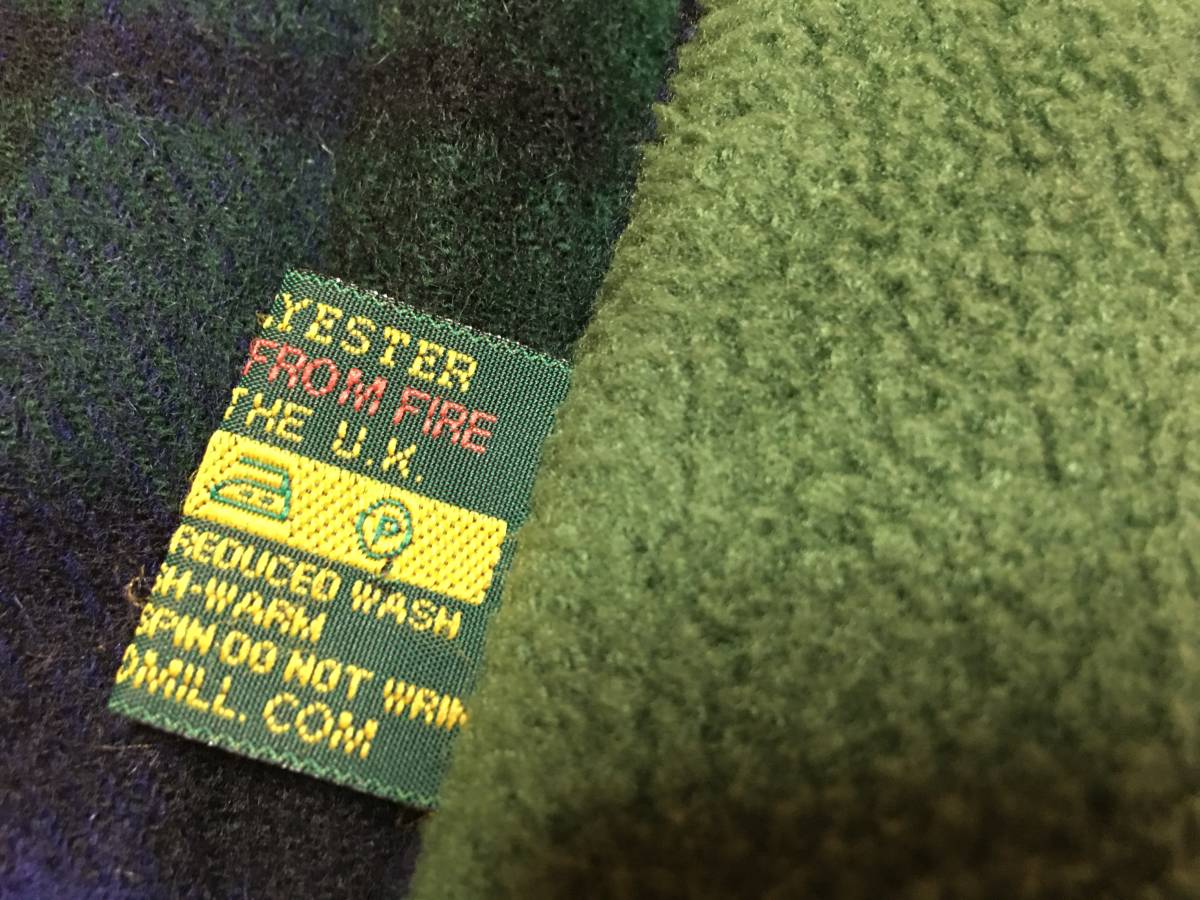 YESTER
FROM FIRE
THE U.K.
P
REDUCED WASH
H-WARM
SPIN DO NOT WRIN
MILL. COM